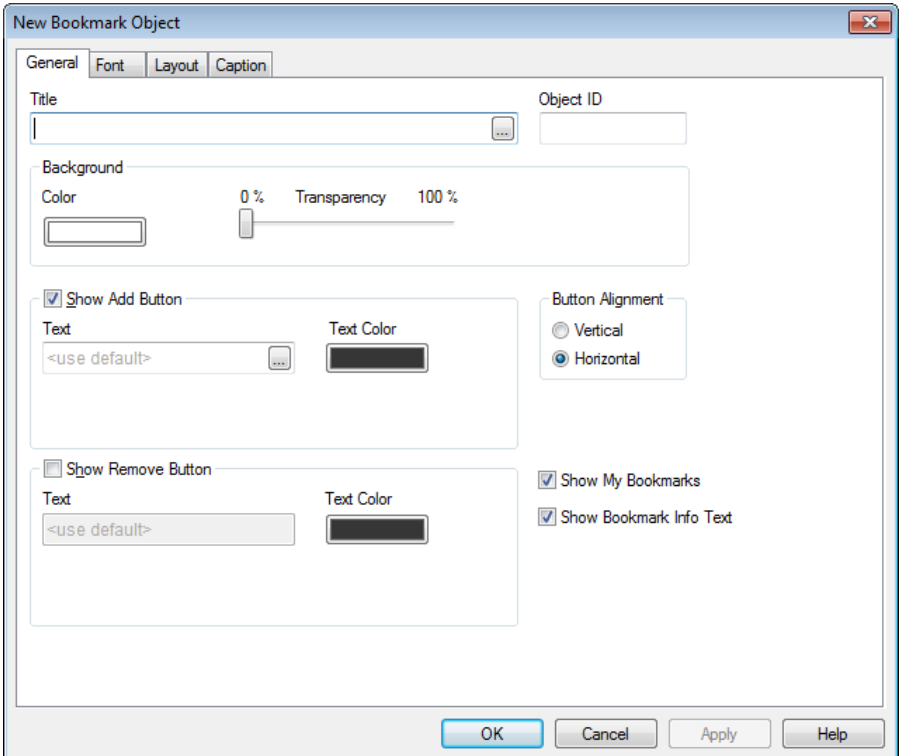 New Bookmark Object
General Font Layout Caption
Title Object ID
...
Background
Color 0 % Transparency 100 %
Show Add Button Button Alignment
Text Text Color Vertical
<use default> ... Horizontal
Show Remove Button Show My Bookmarks
Text Text Color Show Bookmark Info Text
<use default>
OK Cancel Apply Help